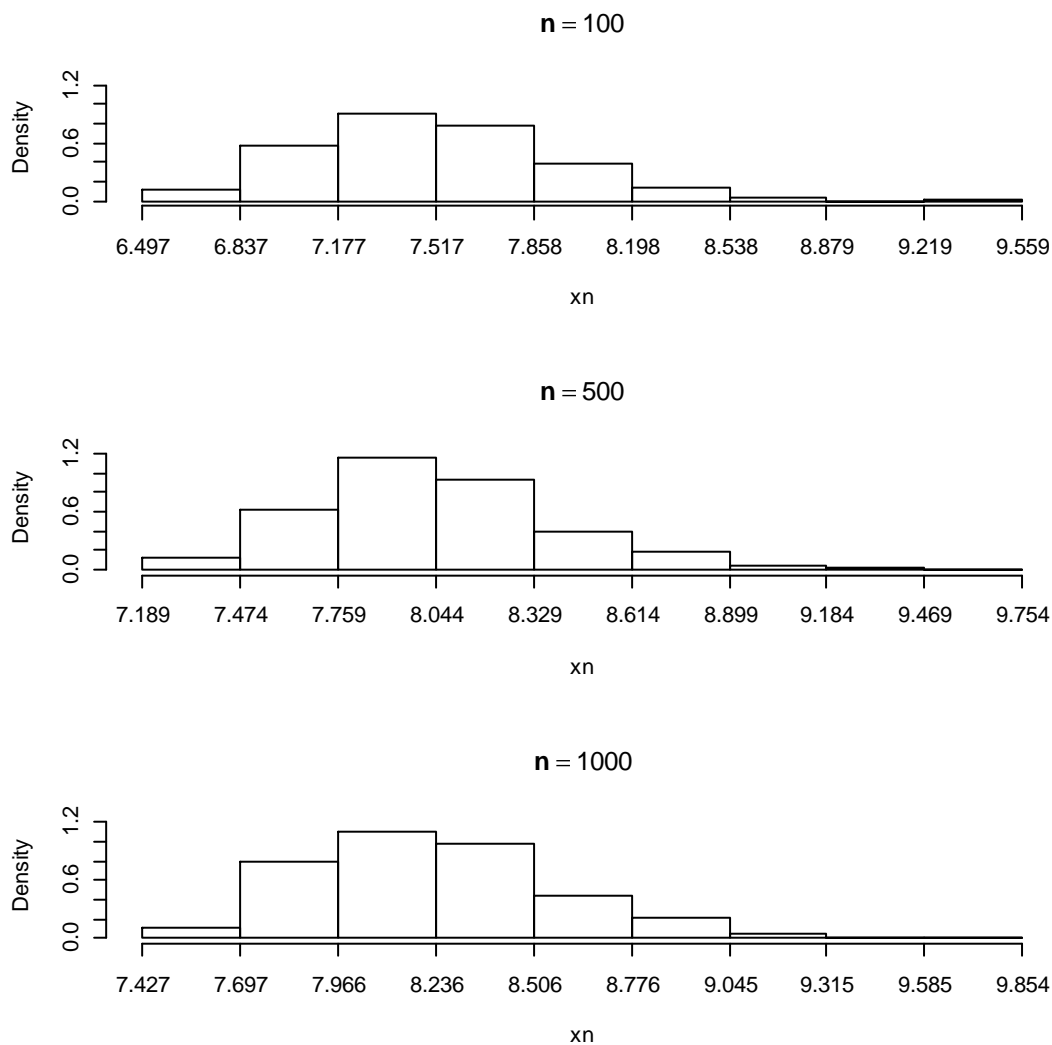 n = 100
Density
0.0 0.6 1.2
6.497 6.837 7.177 7.517 7.858 8.198 8.538 8.879 9.219 9.559
xn
n = 500
Density
0.0 0.6 1.2
7.189 7.474 7.759 8.044 8.329 8.614 8.899 9.184 9.469 9.754
xn
n = 1000
Density
0.0 0.6 1.2
7.427 7.697 7.966 8.236 8.506 8.776 9.045 9.315 9.585 9.854
xn